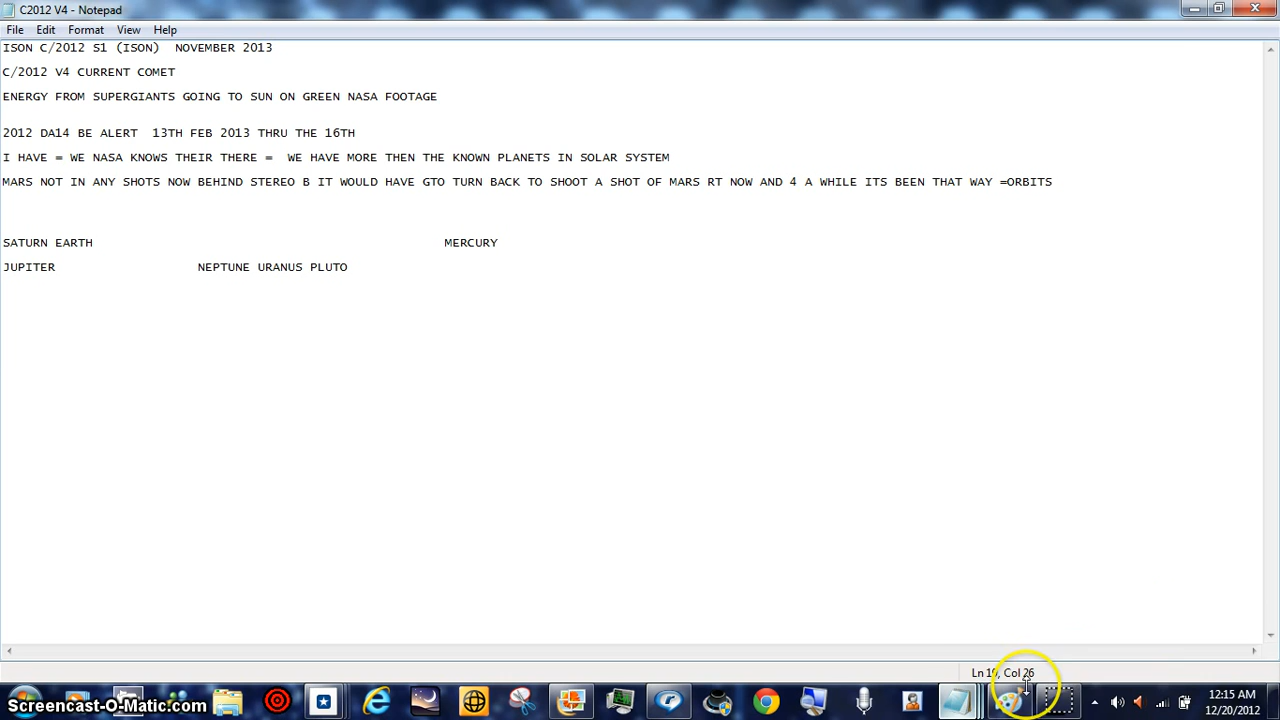 C2012 V4 - Notepad
File Edit Format View Help
ISON C/2012 S1 (ISON)  NOVEMBER 2013
C/2012 V4 CURRENT COMET
ENERGY FROM SUPERGIANTS GOING TO SUN ON GREEN NASA FOOTAGE
2012 DA14 BE ALERT  13TH FEB 2013 THRU THE 16TH
I HAVE = WE NASA KNOWS THEIR THERE =  WE HAVE MORE THEN THE KNOWN PLANETS IN SOLAR SYSTEM
MARS NOT IN ANY SHOTS NOW BEHIND STEREO B IT WOULD HAVE GTO TURN BACK TO SHOOT A SHOT OF MARS RT NOW AND 4 A WHILE ITS BEEN THAT WAY =ORBITS
SATURN EARTH MERCURY
JUPITER NEPTUNE URANUS PLUTO
Ln 19, Col 26
Screencast-O-Matic.com
12:15 AM
12/20/2012